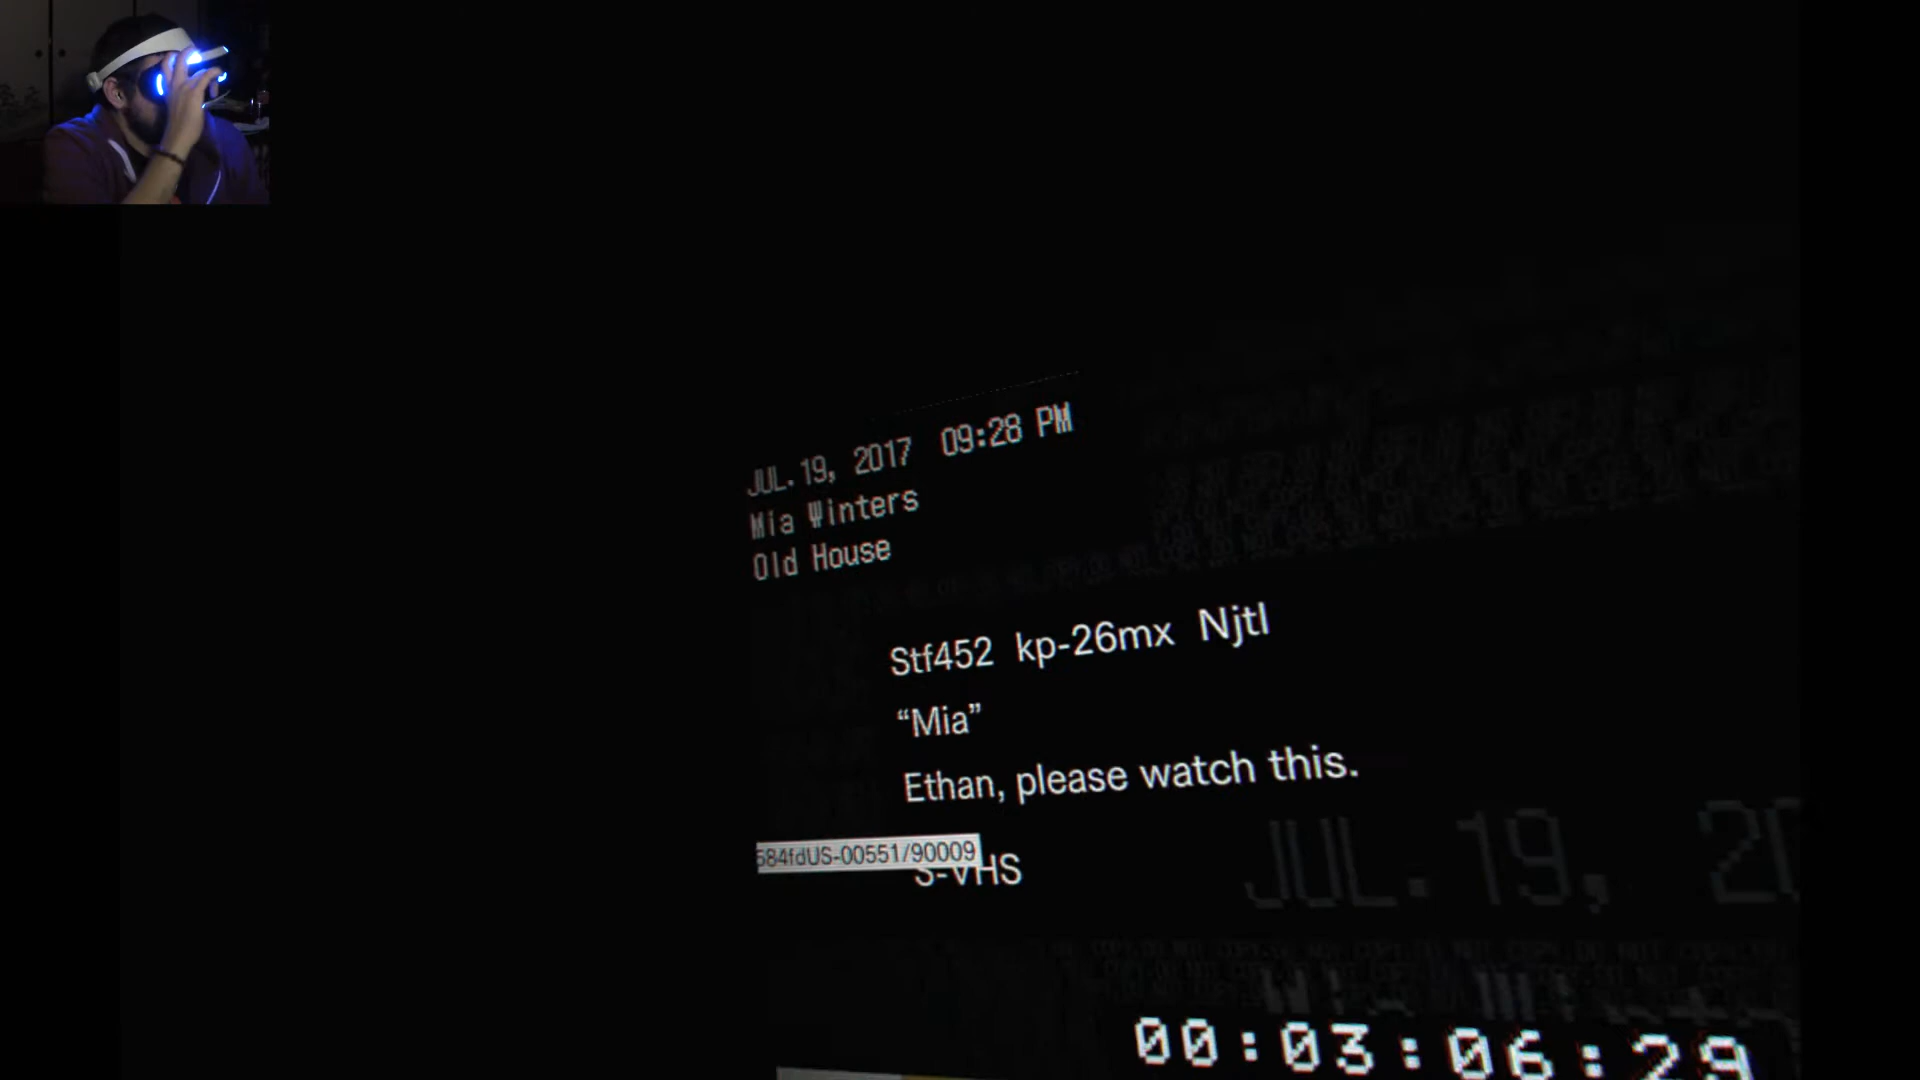 JUL.19, 2017 09:28 PM
Mia Winters
Old House
Stf452 kp-26mx Njtl
“Mia”
Ethan, please watch this.
584fdUS-00551/90009
S-VHS
JUL.19, 20
00:03:06:29